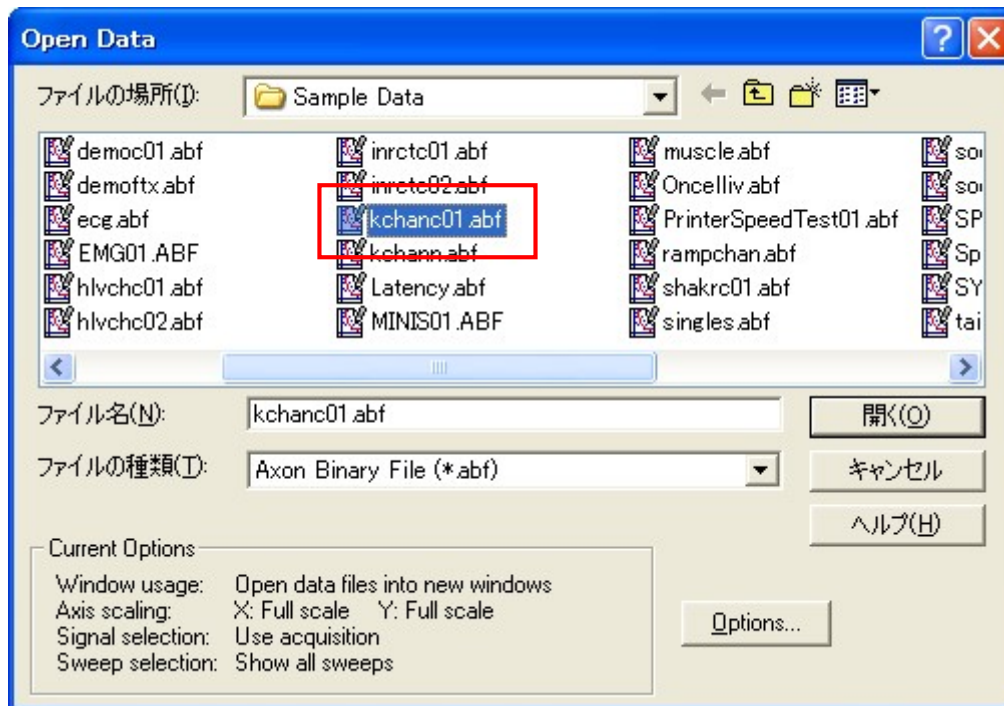 Open Data
ファイルの場所(I):
Sample Data
democ01.abf
demoftx.abf
ecg.abf
EMG01.ABF
hlvchc01.abf
hlvchc02.abf
inrctc01.abf
inrctc02.abf
kchanc01.abf
kchann.abf
Latency.abf
MINIS01.ABF
muscle.abf
Oncelliv.abf
PrinterSpeedTest01.abf
rampchan.abf
shakrc01.abf
singles.abf
SP
Sp
SY
tai
ファイル名(N):
kchanc01.abf
開く(O)
ファイルの種類(T):
Axon Binary File (*.abf)
キャンセル
ヘルプ(H)
Current Options
Window usage: Open data files into new windows
Axis scaling: X: Full scale Y: Full scale
Signal selection: Use acquisition
Sweep selection: Show all sweeps
Options...